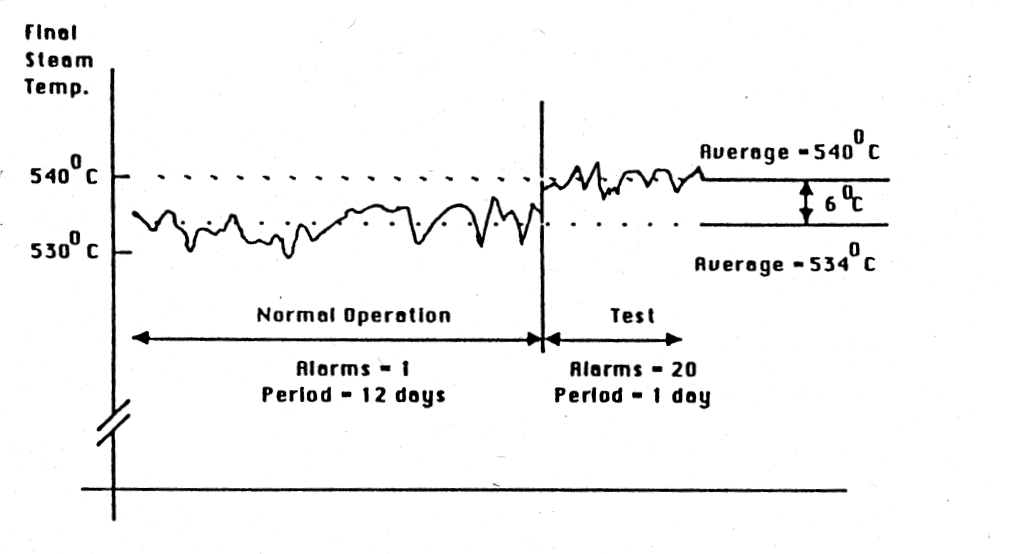 Final
Steam
Temp.
Average = 540⁰C
540⁰C
6⁰C
530⁰C
Average = 534⁰C
Normal Operation
Test
Alarms = 1
Alarms = 20
Period = 12 days
Period = 1 day